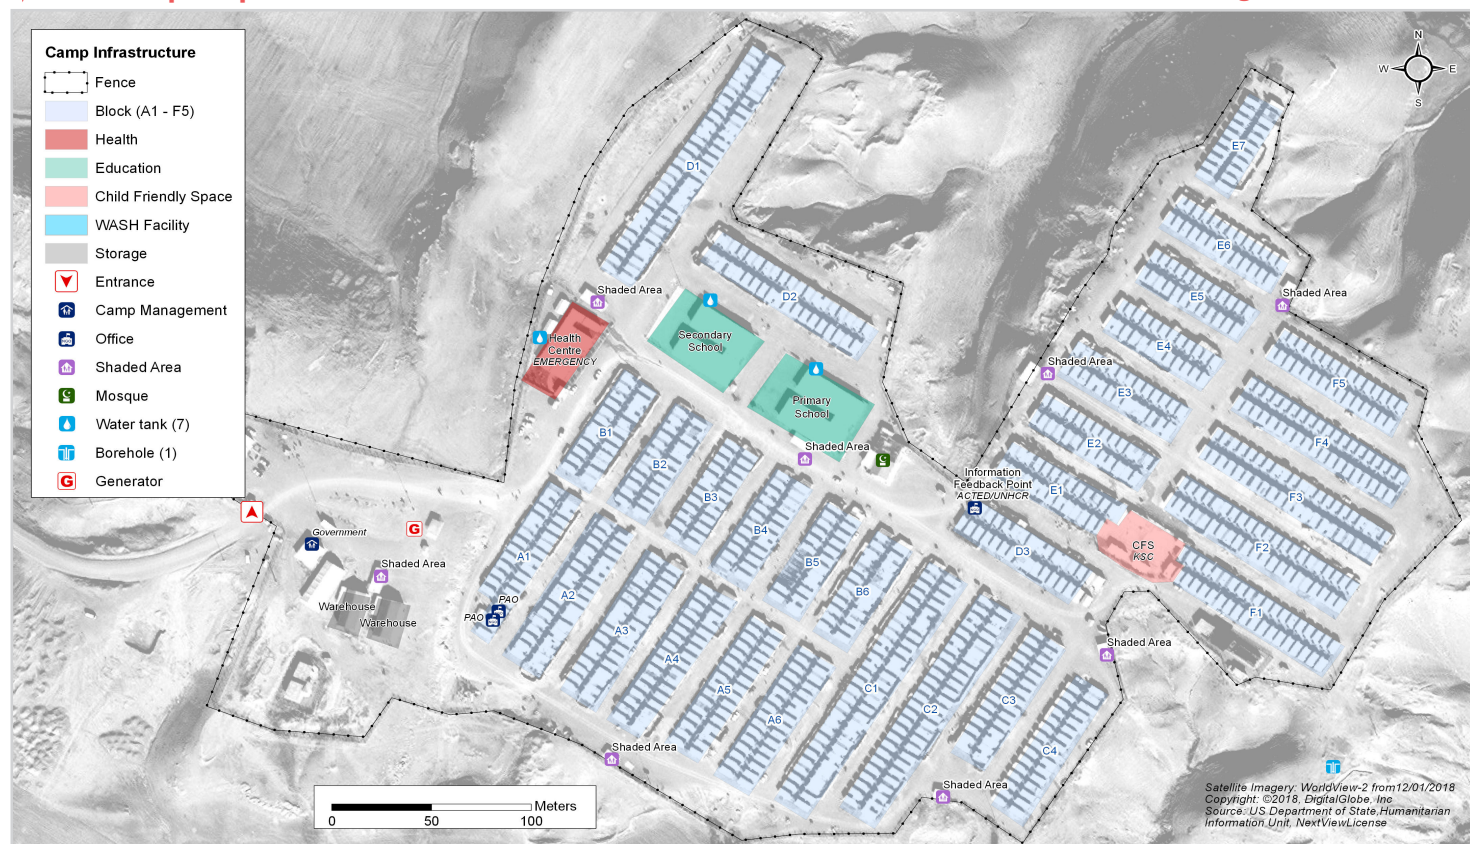 Camp Infrastructure
Fence
Block (A1 - F5)
Health
Education
Child Friendly Space
WASH Facility
Storage
Entrance
Camp Management
Office
Shaded Area
Mosque
Water tank (7)
Borehole (1)
G Generator
N
W E
S
E7
D1
E6
Shaded Area
Shaded Area
E5
D2
Secondary
School
Health
Centre
EMERGENCY
E4
Shaded Area
F5
E3
Primary
School
B1
E2
F4
Shaded Area
B2
Information
Feedback Point
ACTED/UNHCR
E1
B3
F3
G
Government
B4
D3
CFS
KSC
F2
A1
Shaded Area
B5
A2
B6
PAO
PAO
Warehouse
Warehouse
F1
A3
Shaded Area
A4
A5
C1
C3
C2
A6
Shaded Area
C4
Shaded Area
Meters
0 50 100
Satellite Imagery: WorldView-2 from12/01/2018
Copyright: ©2018, DigitalGlobe, Inc
Source: US Department of State,Humanitarian
Information Unit, NextViewLicense